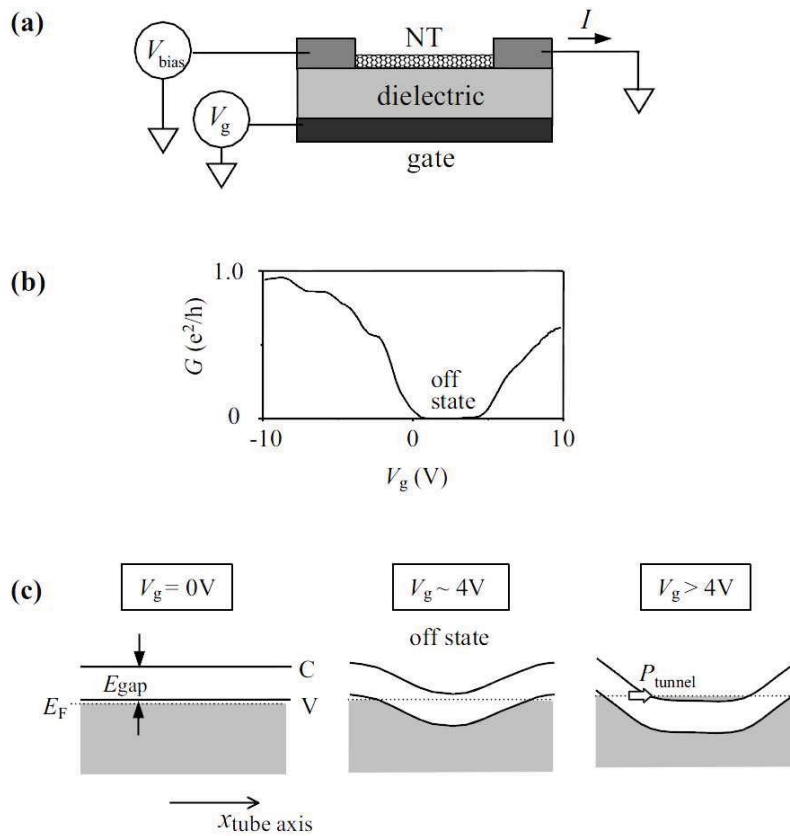 (a)
V_bias
NT
I
dielectric
V_g
gate
(b)
1.0
G (e²/h)
off
state
0
-10
0
10
V_g (V)
(c)
V_g = 0V
V_g ~ 4V
V_g > 4V
off state
C
E_gap
P_tunnel
E_F
V
x_tube axis